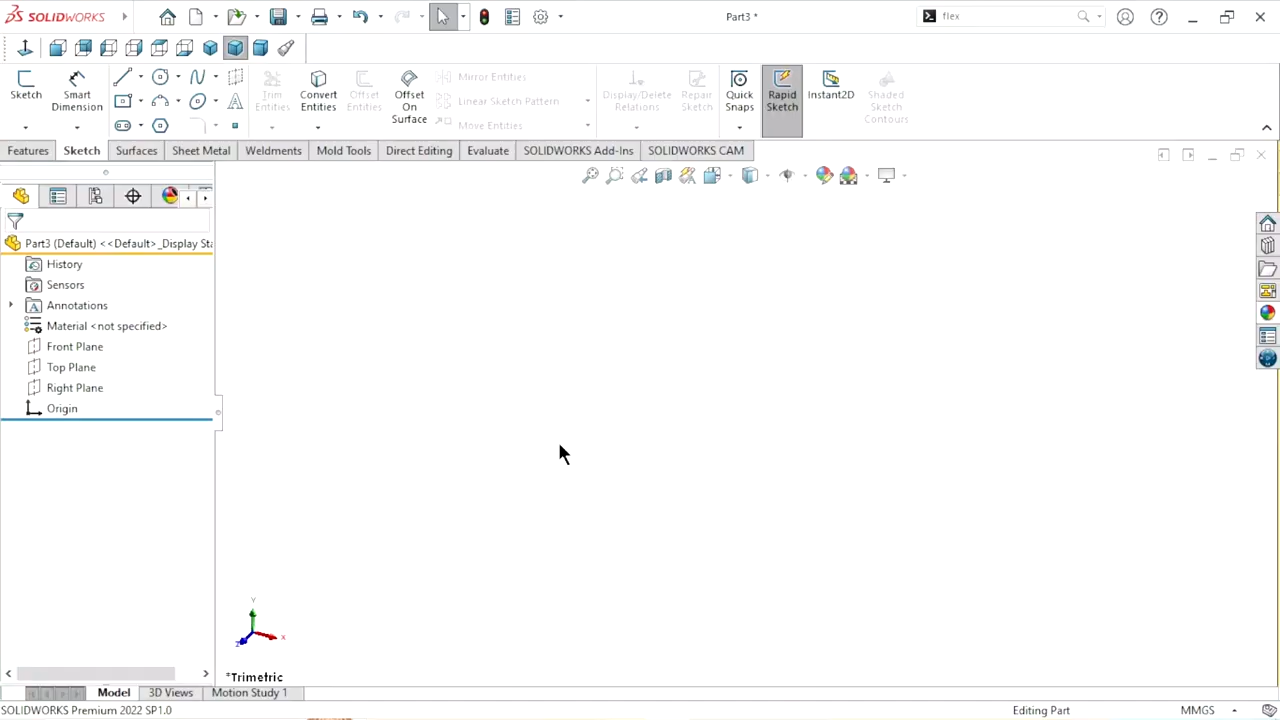 SOLIDWORKS
Part3 *
flex
Sketch
Smart Dimension
Trim Entities
Convert Entities
Offset Entities
Offset On Surface
Mirror Entities
Linear Sketch Pattern
Move Entities
Display/Delete Relations
Repair Sketch
Quick Snaps
Rapid Sketch
Instant2D
Shaded Sketch Contours
Features
Sketch
Surfaces
Sheet Metal
Weldments
Mold Tools
Direct Editing
Evaluate
SOLIDWORKS Add-Ins
SOLIDWORKS CAM
Part3 (Default) <<Default>_Display Sta
History
Sensors
Annotations
Material <not specified>
Front Plane
Top Plane
Right Plane
Origin
Y
X
Z
*Trimetric
Model
3D Views
Motion Study 1
SOLIDWORKS Premium 2022 SP1.0
Editing Part
MMGS